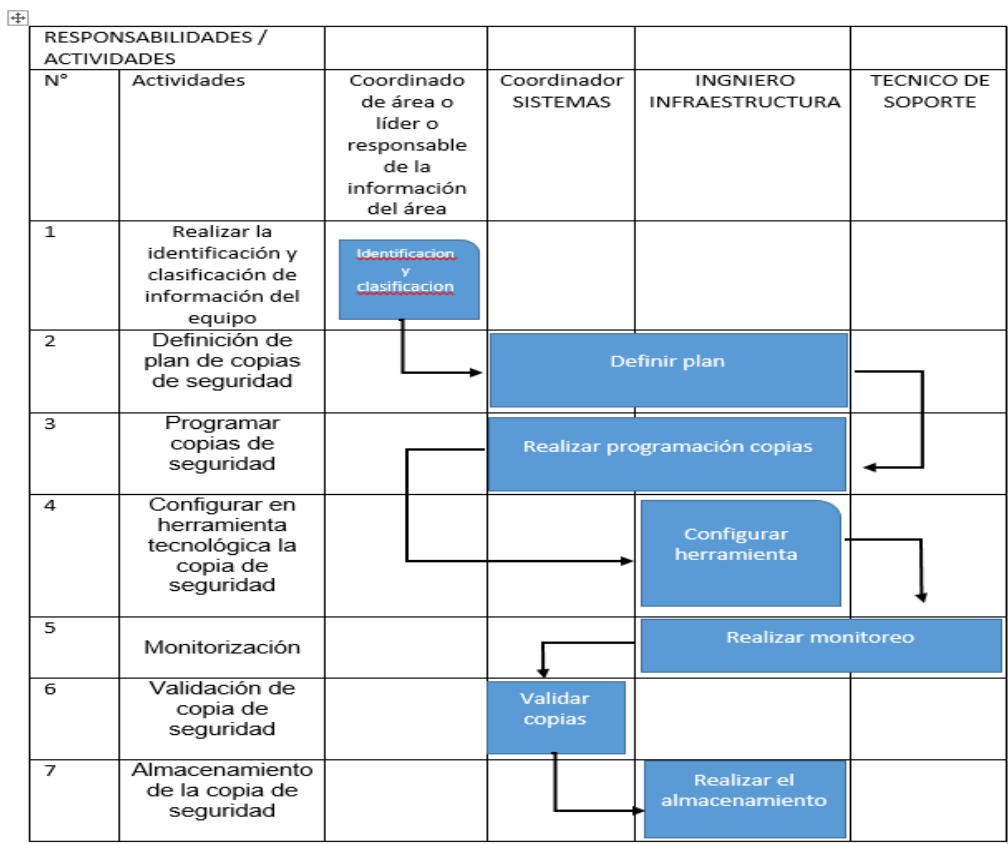 RESPONSABILIDADES /
ACTIVIDADES
N°
Actividades
Coordinado
de área o
líder o
responsable
de la
información
del área
Coordinador
SISTEMAS
INGNIERO
INFRAESTRUCTURA
TECNICO DE
SOPORTE
1
Realizar la
identificación y
clasificación de
información del
equipo
Identificacion
y
clasificacion
2
Definición de
plan de copias
de seguridad
Definir plan
3
Programar
copias de
seguridad
Realizar programación copias
4
Configurar en
herramienta
tecnológica la
copia de
seguridad
Configurar
herramienta
5
Monitorización
Realizar monitoreo
6
Validación de
copia de
seguridad
Validar
copias
7
Almacenamiento
de la copia de
seguridad
Realizar el
almacenamiento